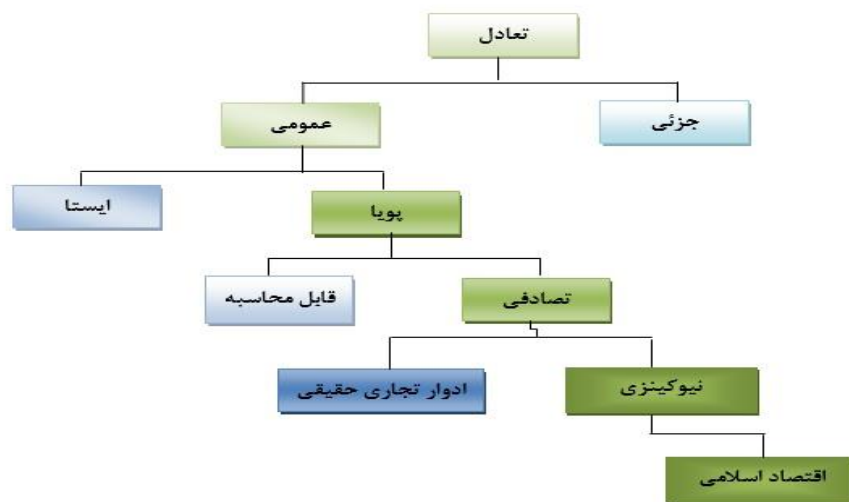 تعادل
جزئی
عمومی
پویا
ایستا
تصادفی
قابل محاسبه
نیوکینزی
ادوار تجاری حقیقی
اقتصاد اسلامی